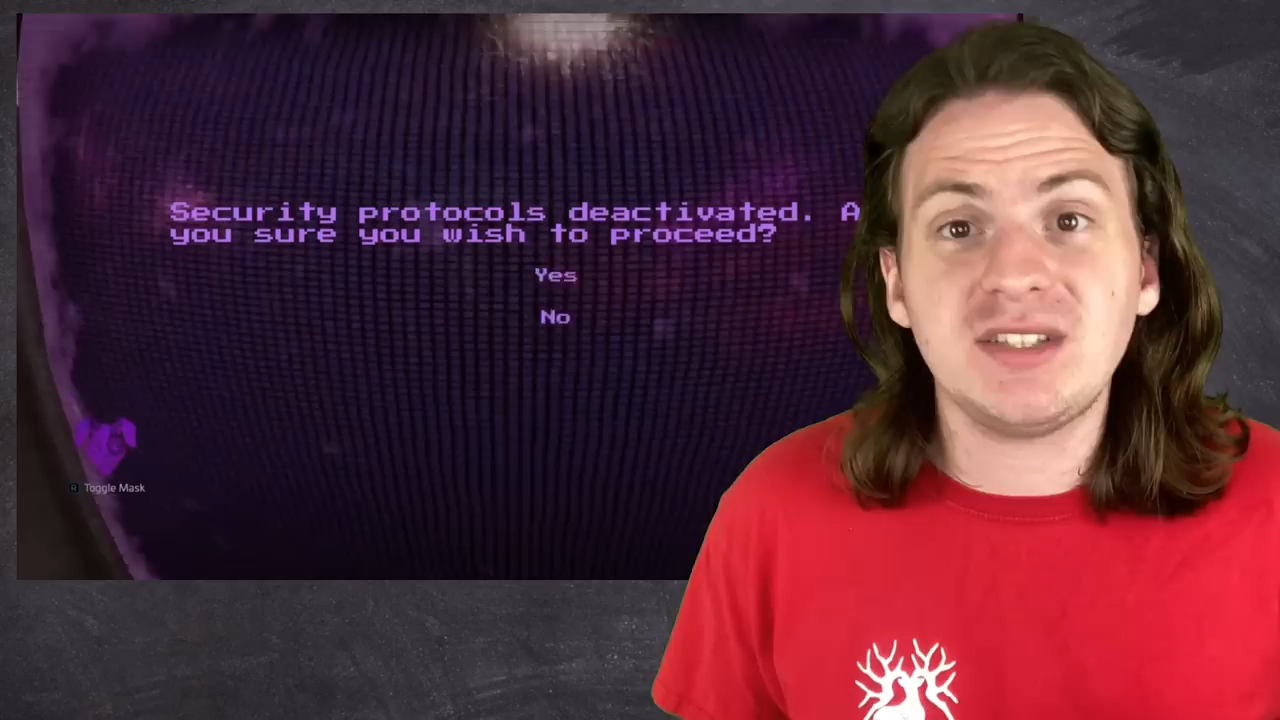 Security protocols deactivated. A
you sure you wish to proceed?
Yes
No
R Toggle Mask